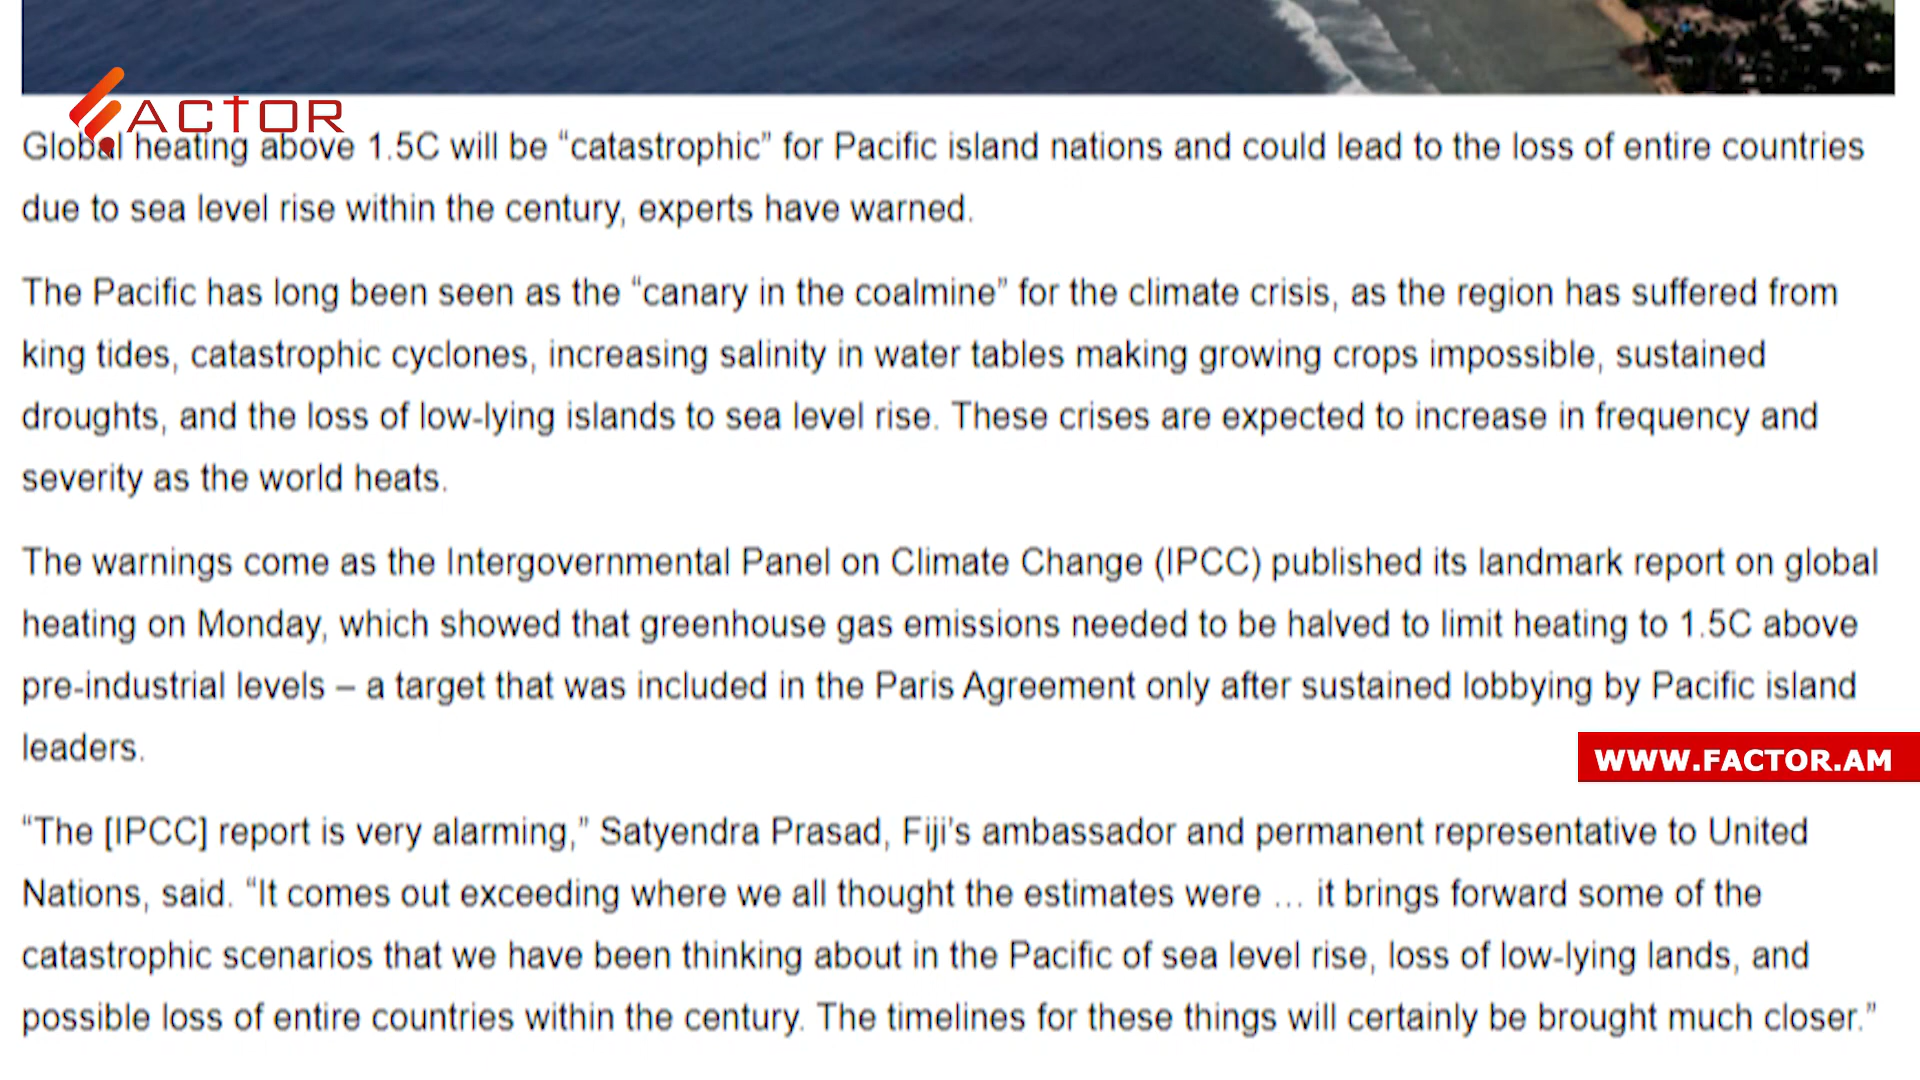 FACTOR
Global heating above 1.5C will be “catastrophic” for Pacific island nations and could lead to the loss of entire countries
due to sea level rise within the century, experts have warned.
The Pacific has long been seen as the “canary in the coalmine” for the climate crisis, as the region has suffered from
king tides, catastrophic cyclones, increasing salinity in water tables making growing crops impossible, sustained
droughts, and the loss of low-lying islands to sea level rise. These crises are expected to increase in frequency and
severity as the world heats.
The warnings come as the Intergovernmental Panel on Climate Change (IPCC) published its landmark report on global
heating on Monday, which showed that greenhouse gas emissions needed to be halved to limit heating to 1.5C above
pre-industrial levels – a target that was included in the Paris Agreement only after sustained lobbying by Pacific island
leaders.
WWW.FACTOR.AM
“The [IPCC] report is very alarming,” Satyendra Prasad, Fiji’s ambassador and permanent representative to United
Nations, said. “It comes out exceeding where we all thought the estimates were … it brings forward some of the
catastrophic scenarios that we have been thinking about in the Pacific of sea level rise, loss of low-lying lands, and
possible loss of entire countries within the century. The timelines for these things will certainly be brought much closer.”